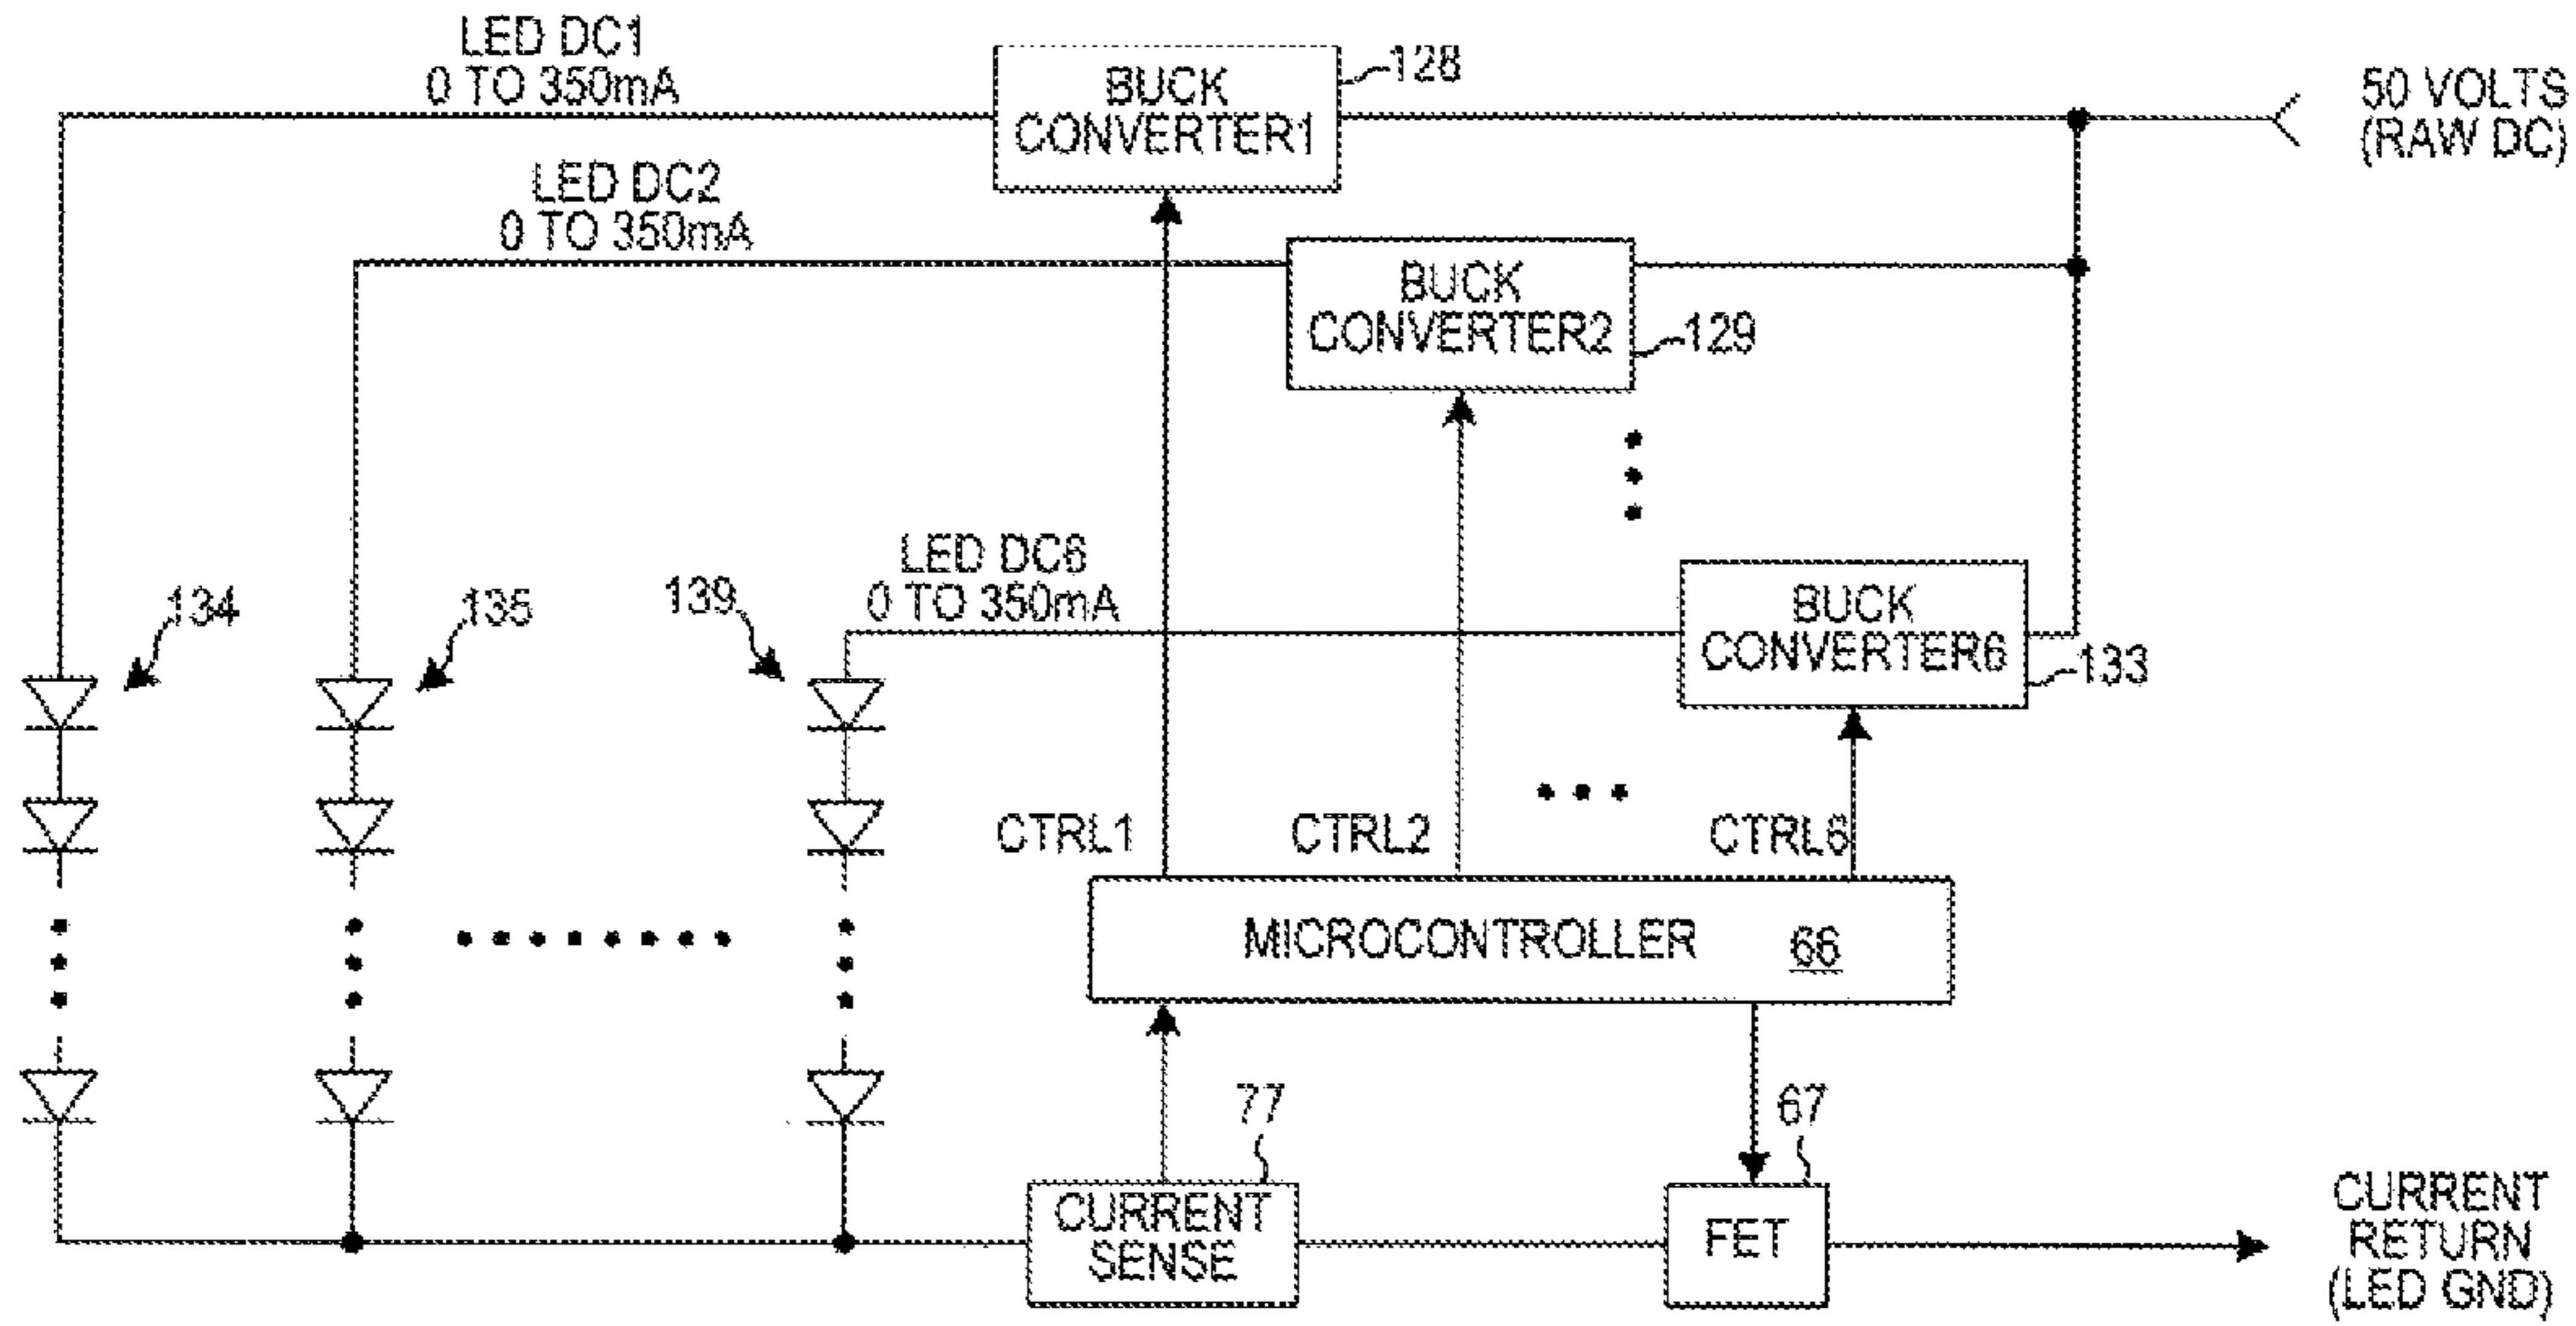 LED DC1
0 TO 350mA
BUCK
CONVERTER1
128
50 VOLTS
(RAW DC)
LED DC2
0 TO 350mA
BUCK
CONVERTER2
129
LED DC6
0 TO 350mA
BUCK
CONVERTER6
133
134
135
139
CTRL1
CTRL2
CTRL6
MICROCONTROLLER 66
77
67
CURRENT
SENSE
FET
CURRENT
RETURN
(LED GND)